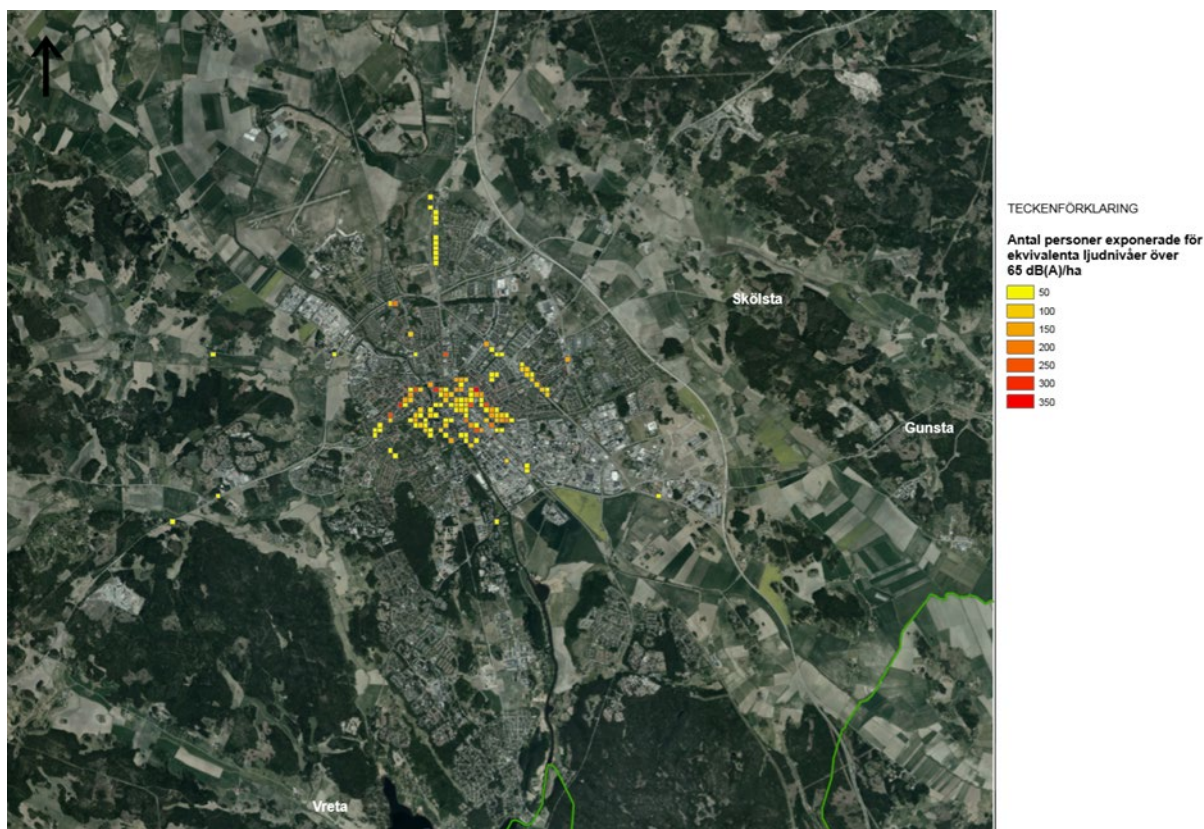 Skölsta
Gunsta
Vreta
TECKENFÖRKLARING
Antal personer exponerade för
ekvivalenta ljudnivåer över
65 dB(A)/ha
50
100
150
200
250
300
350